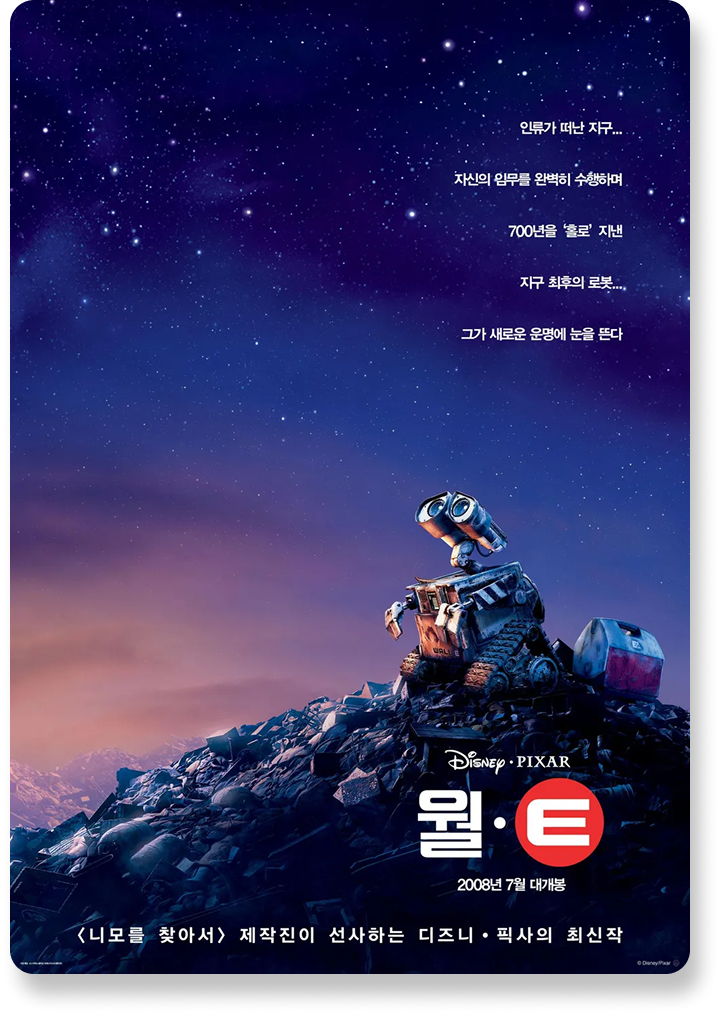 인류가 떠난 지구...
자신의 임무를 완벽히 수행하며
700년을 '홀로' 지낸
지구 최후의 로봇...
그가 새로운 운명에 눈을 뜬다
WALL·E
DISNEY · PIXAR
월·E
2008년 7월 대개봉
<니모를 찾아서> 제작진이 선사하는 디즈니·픽사의 최신작
© Disney/Pixar